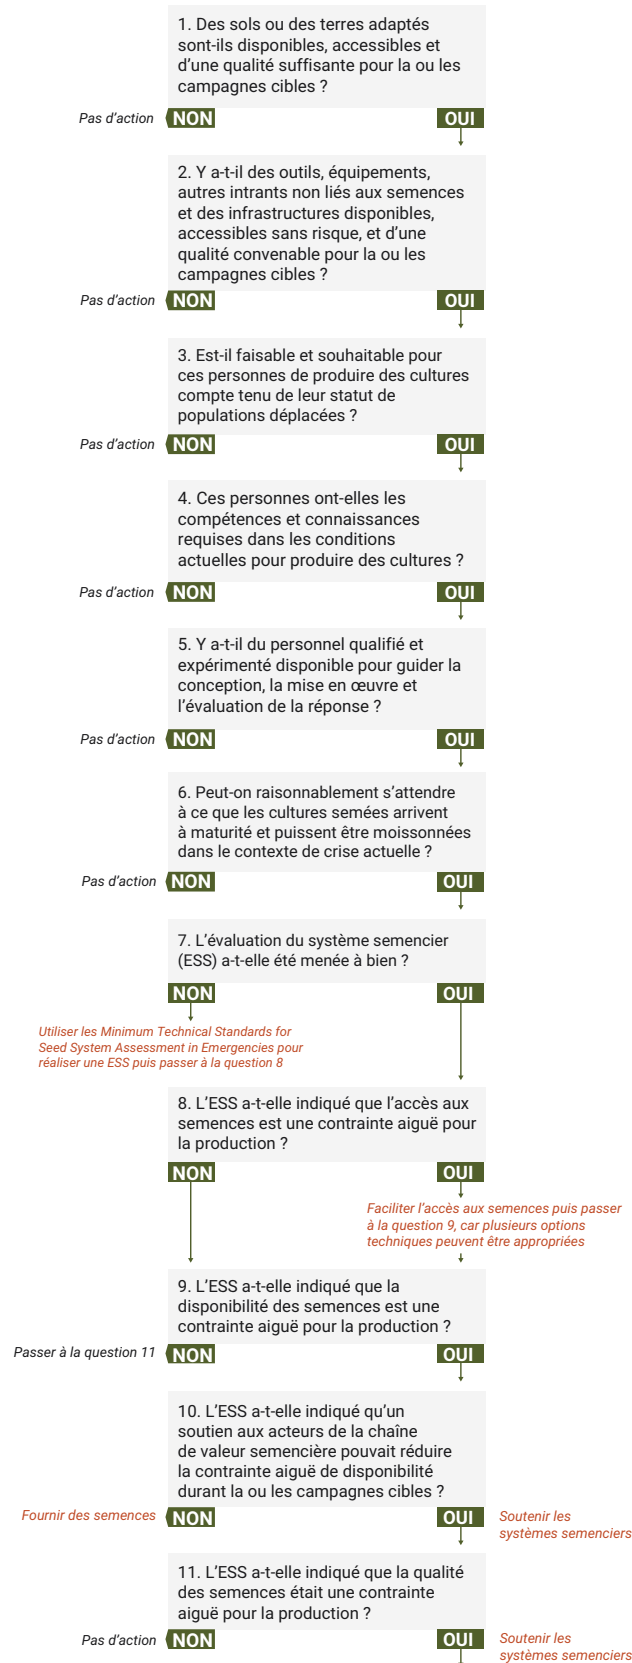 1. Des sols ou des terres adaptés
sont-ils disponibles, accessibles et
d’une qualité suffisante pour la ou les
campagnes cibles ?
Pas d’action
NON
OUI
2. Y a-t-il des outils, équipements,
autres intrants non liés aux semences
et des infrastructures disponibles,
accessibles sans risque, et d’une
qualité convenable pour la ou les
campagnes cibles ?
Pas d’action
NON
OUI
3. Est-il faisable et souhaitable pour
ces personnes de produire des cultures
compte tenu de leur statut de
populations déplacées ?
Pas d’action
NON
OUI
4. Ces personnes ont-elles les
compétences et connaissances
requises dans les conditions
actuelles pour produire des cultures ?
Pas d’action
NON
OUI
5. Y a-t-il du personnel qualifié et
expérimenté disponible pour guider la
conception, la mise en œuvre et
l’évaluation de la réponse ?
Pas d’action
NON
OUI
6. Peut-on raisonnablement s’attendre
à ce que les cultures semées arrivent
à maturité et puissent être moissonnées
dans le contexte de crise actuelle ?
Pas d’action
NON
OUI
7. L’évaluation du système semencier
(ESS) a-t-elle été menée à bien ?
NON
OUI
Utiliser les Minimum Technical Standards for
Seed System Assessment in Emergencies pour
réaliser une ESS puis passer à la question 8
8. L’ESS a-t-elle indiqué que l’accès aux
semences est une contrainte aiguë pour
la production ?
NON
OUI
Faciliter l’accès aux semences puis passer
à la question 9, car plusieurs options
techniques peuvent être appropriées
9. L’ESS a-t-elle indiqué que la
disponibilité des semences est une
contrainte aiguë pour la production ?
Passer à la question 11
NON
OUI
10. L’ESS a-t-elle indiqué qu’un
soutien aux acteurs de la chaîne
de valeur semencière pouvait réduire
la contrainte aiguë de disponibilité
durant la ou les campagnes cibles ?
Fournir des semences
NON
OUI
Soutenir les
systèmes semenciers
11. L’ESS a-t-elle indiqué que la qualité
des semences était une contrainte
aiguë pour la production ?
Pas d’action
NON
OUI
Soutenir les
systèmes semenciers